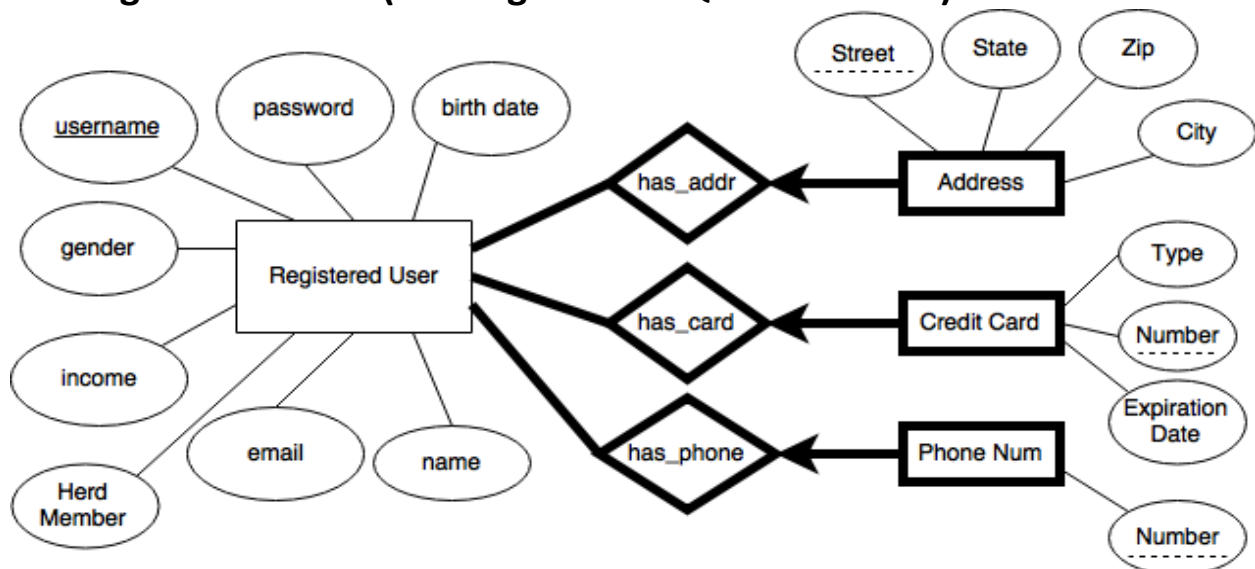 Street
State
Zip
username
password
birth date
City
has_addr
Address
gender
Registered User
Type
has_card
Credit Card
Number
income
Expiration
Date
email
name
has_phone
Phone Num
Herd
Member
Number